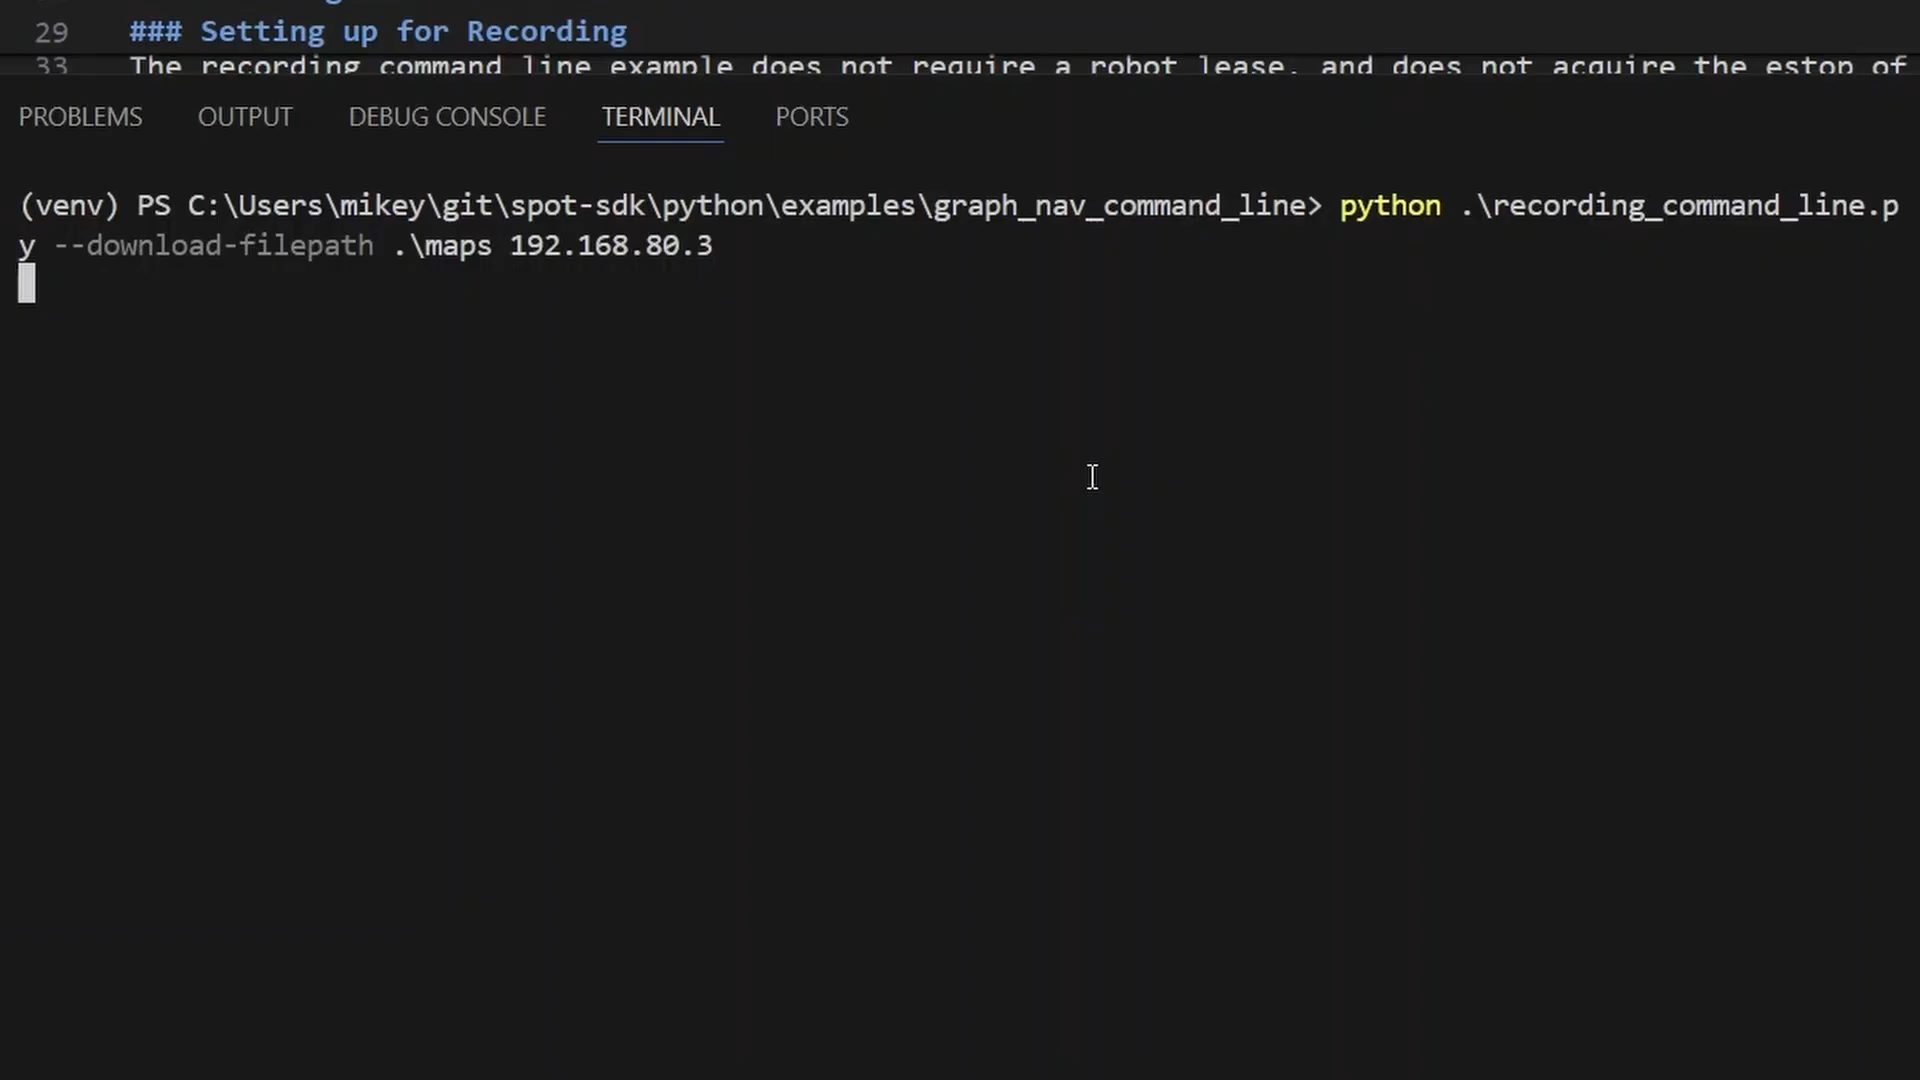 29 ### Setting up for Recording
33 The recording command line example does not require a robot lease, and does not acquire the estop of
PROBLEMS OUTPUT DEBUG CONSOLE TERMINAL PORTS
(venv) PS C:\Users\mikey\git\spot-sdk\python\examples\graph_nav_command_line> python .\recording_command_line.p
y --download-filepath .\maps 192.168.80.3